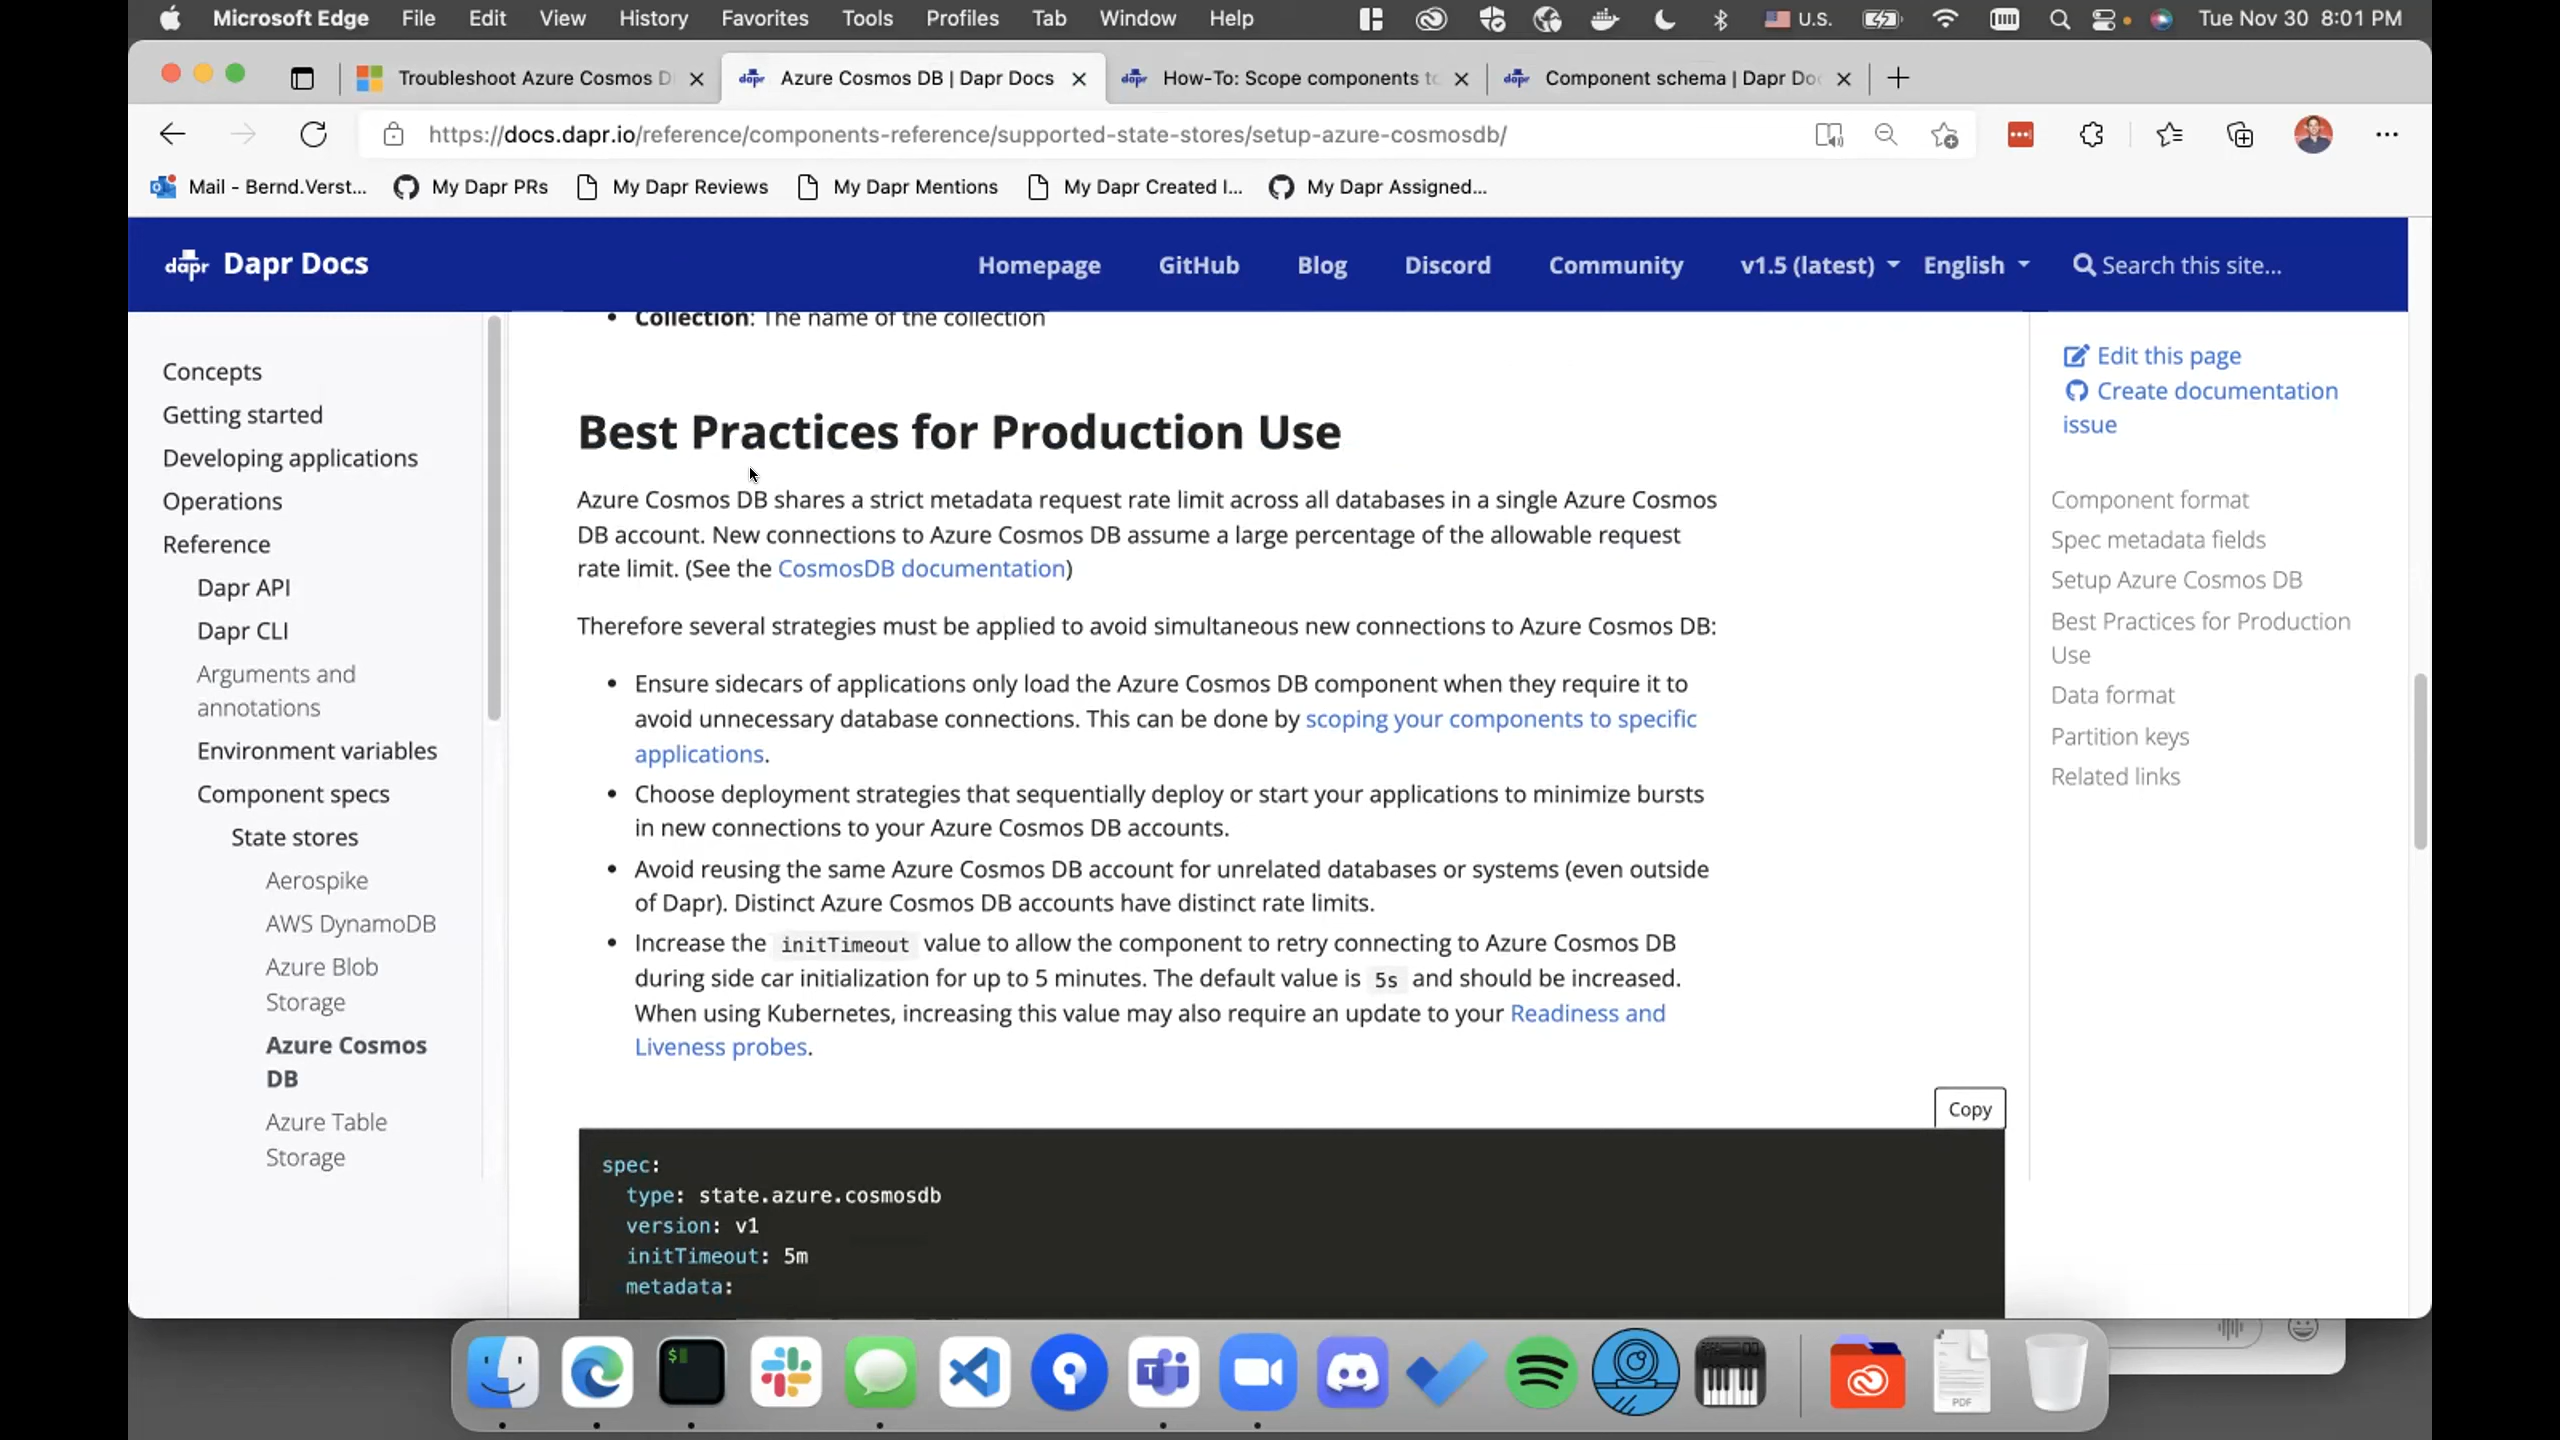 Microsoft Edge File Edit View History Favorites Tools Profiles Tab Window Help U.S. Tue Nov 30 8:01 PM
Troubleshoot Azure Cosmos D
Azure Cosmos DB | Dapr Docs
How-To: Scope components to
Component schema | Dapr Doc
https://docs.dapr.io/reference/components-reference/supported-state-stores/setup-azure-cosmosdb/
Mail - Bernd.Verst...
My Dapr PRs
My Dapr Reviews
My Dapr Mentions
My Dapr Created I...
My Dapr Assigned...
dapr Dapr Docs
Homepage GitHub Blog Discord Community v1.5 (latest) English Search this site...
Concepts
Getting started
Developing applications
Operations
Reference
Dapr API
Dapr CLI
Arguments and
annotations
Environment variables
Component specs
State stores
Aerospike
AWS DynamoDB
Azure Blob
Storage
Azure Cosmos
DB
Azure Table
Storage
• Collection: The name of the collection
Best Practices for Production Use
Azure Cosmos DB shares a strict metadata request rate limit across all databases in a single Azure Cosmos
DB account. New connections to Azure Cosmos DB assume a large percentage of the allowable request
rate limit. (See the CosmosDB documentation)
Therefore several strategies must be applied to avoid simultaneous new connections to Azure Cosmos DB:
• Ensure sidecars of applications only load the Azure Cosmos DB component when they require it to
avoid unnecessary database connections. This can be done by scoping your components to specific
applications.
• Choose deployment strategies that sequentially deploy or start your applications to minimize bursts
in new connections to your Azure Cosmos DB accounts.
• Avoid reusing the same Azure Cosmos DB account for unrelated databases or systems (even outside
of Dapr). Distinct Azure Cosmos DB accounts have distinct rate limits.
• Increase the initTimeout value to allow the component to retry connecting to Azure Cosmos DB
during side car initialization for up to 5 minutes. The default value is 5s and should be increased.
When using Kubernetes, increasing this value may also require an update to your Readiness and
Liveness probes.
Copy
spec:
type: state.azure.cosmosdb
version: v1
initTimeout: 5m
metadata:
Edit this page
Create documentation
issue
Component format
Spec metadata fields
Setup Azure Cosmos DB
Best Practices for Production
Use
Data format
Partition keys
Related links
PDF